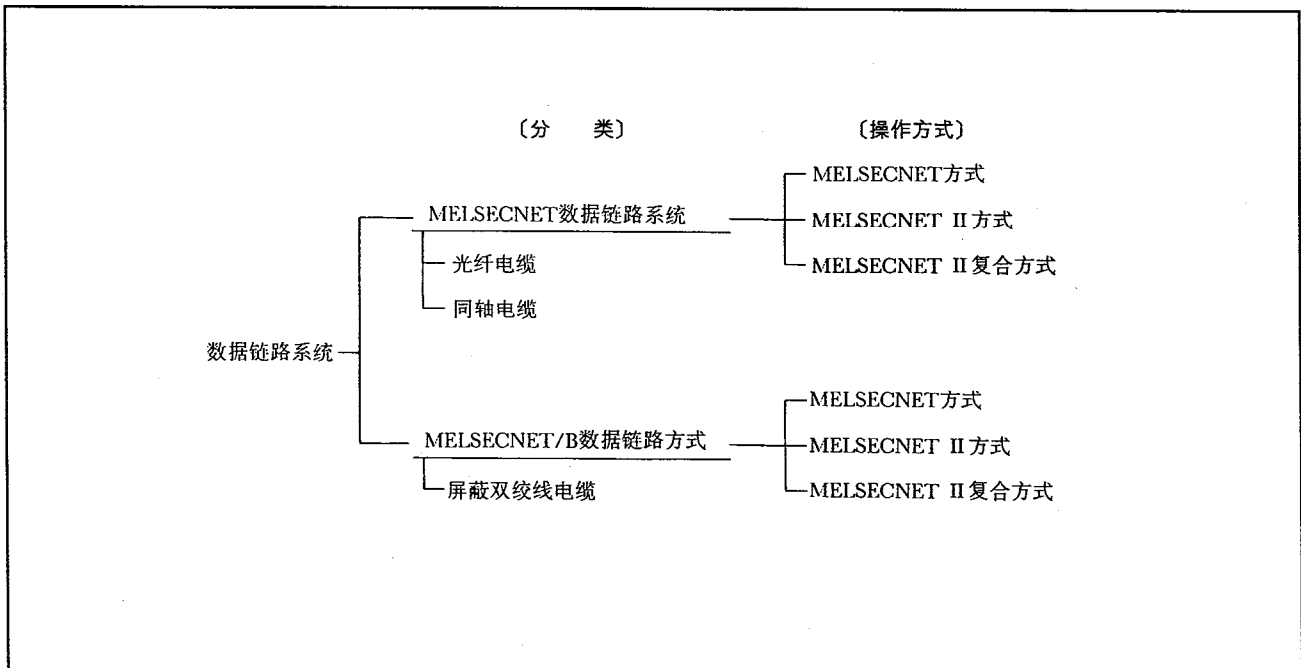 〔分　类〕　〔操作方式〕
MELSECNET方式
MELSECNET数据链路系统
MELSECNET II方式
光纤电缆
MELSECNET II复合方式
同轴电缆
数据链路系统
MELSECNET方式
MELSECNET/B数据链路方式
MELSECNET II方式
屏蔽双绞线电缆
MELSECNET II复合方式